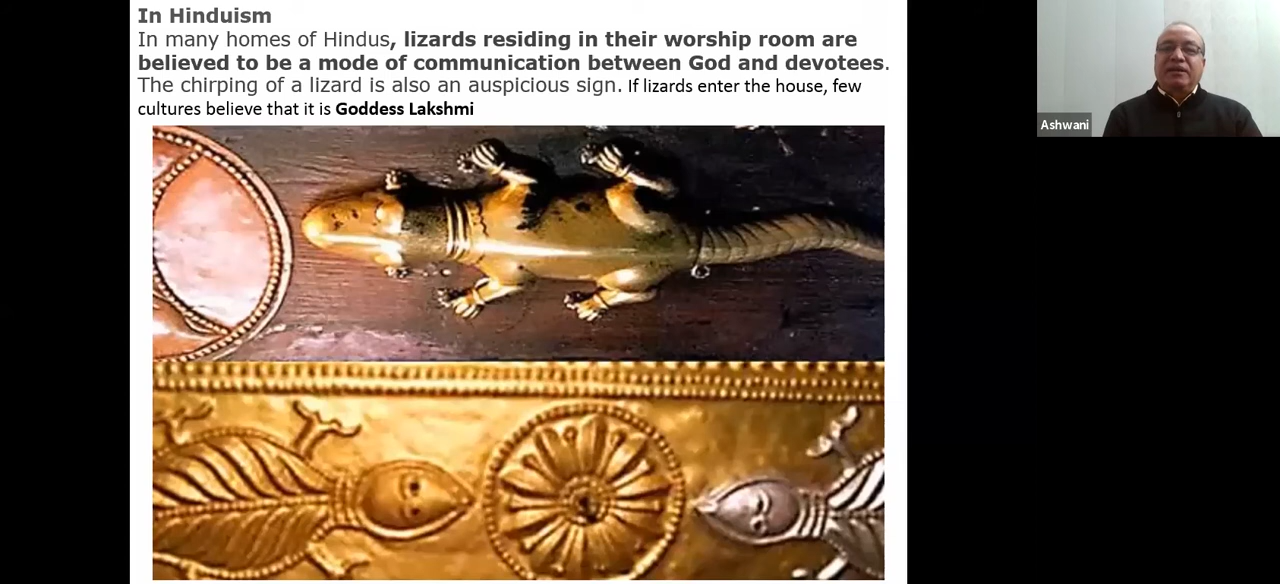 In Hinduism
In many homes of Hindus, lizards residing in their worship room are
believed to be a mode of communication between God and devotees.
The chirping of a lizard is also an auspicious sign. If lizards enter the house, few
cultures believe that it is Goddess Lakshmi
Ashwani